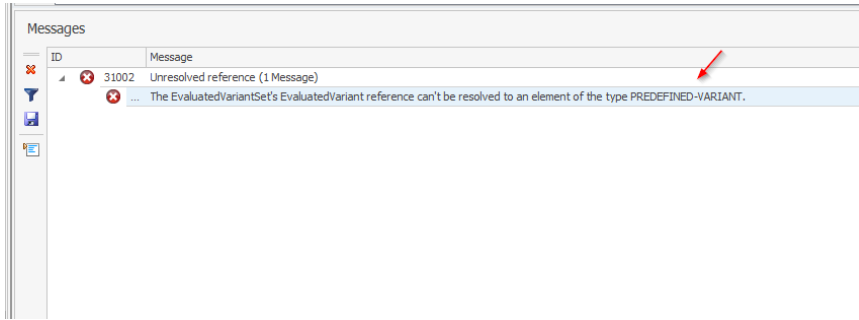 Messages
ID Message
31002 Unresolved reference (1 Message)
... The EvaluatedVariantSet's EvaluatedVariant reference can't be resolved to an element of the type PREDEFINED-VARIANT.